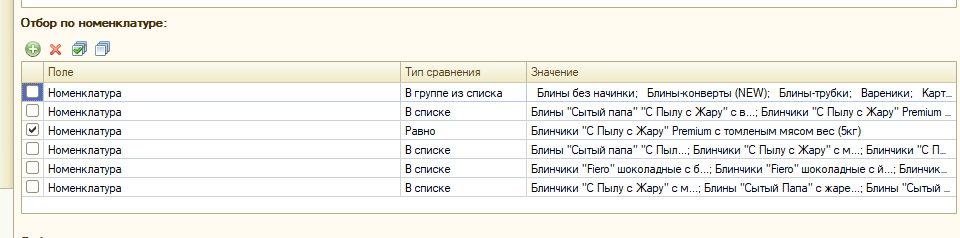 Отбор по номенклатуре:
Поле Тип сравнения Значение
Номенклатура В группе из списка Блины без начинки; Блины-конверты (NEW); Блины-трубки; Вареники; Карт...
Номенклатура В списке Блины "Сытый папа" "С Пылу с Жару" с в...; Блинчики "С Пылу с Жару" Premium ...
Номенклатура Равно Блинчики "С Пылу с Жару" Premium с томленым мясом вес (5кг)
Номенклатура В списке Блины "Сытый папа" "С Пыл...; Блинчики "С Пылу с Жару" с м...; Блинчики "С П...
Номенклатура В списке Блинчики "Fiero" шоколадные с б...; Блинчики "Fiero" шоколадные с й...; Блинчик...
Номенклатура В списке Блинчики "С Пылу с Жару" с м...; Блины "Сытый Папа" с жаре...; Блины "Сытый ...